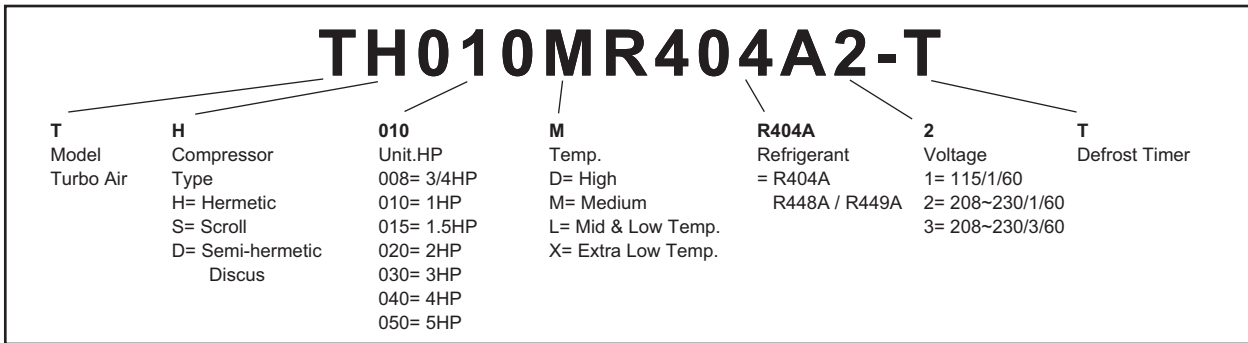 TH010MR404A2-T
T
Model
Turbo Air
H
Compressor
Type
H= Hermetic
S= Scroll
D= Semi-hermetic
Discus
010
Unit.HP
008= 3/4HP
010= 1HP
015= 1.5HP
020= 2HP
030= 3HP
040= 4HP
050= 5HP
M
Temp.
D= High
M= Medium
L= Mid & Low Temp.
X= Extra Low Temp.
R404A
Refrigerant
= R404A
R448A / R449A
2
Voltage
1= 115/1/60
2= 208~230/1/60
3= 208~230/3/60
T
Defrost Timer